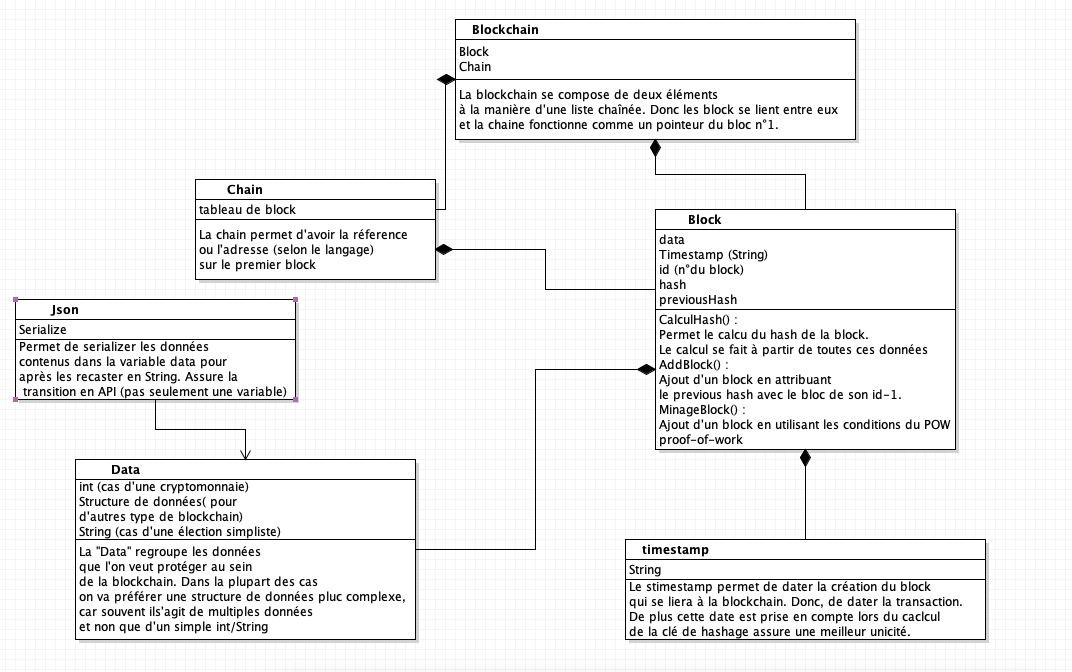 Blockchain
Block
Chain
La blockchain se compose de deux éléments
à la manière d'une liste chaînée. Donc les block se lient entre eux
et la chaine fonctionne comme un pointeur du bloc n°1.
Chain
tableau de block
La chain permet d'avoir la réference
ou l'adresse (selon le langage)
sur le premier block
Block
data
Timestamp (String)
id (n°du block)
hash
previousHash
CalculHash() :
Permet le calcu du hash de la block.
Le calcul se fait à partir de toutes ces données
AddBlock() :
Ajout d'un block en attribuant
le previous hash avec le bloc de son id-1.
MinageBlock() :
Ajout d'un block en utilisant les conditions du POW
proof-of-work
Json
Serialize
Permet de serializer les données
contenus dans la variable data pour
après les recaster en String. Assure la
transition en API (pas seulement une variable)
Data
int (cas d'une cryptomonnaie)
Structure de données( pour
d'autres type de blockchain)
String (cas d'une élection simpliste)
La "Data" regroupe les données
que l'on veut protéger au sein
de la blockchain. Dans la plupart des cas
on va préférer une structure de données pluc complexe,
car souvent ils'agit de multiples données
et non que d'un simple int/String
timestamp
String
Le stimestamp permet de dater la création du block
qui se liera à la blockchain. Donc, de dater la transaction.
De plus cette date est prise en compte lors du caclcul
de la clé de hashage assure une meilleur unicité.